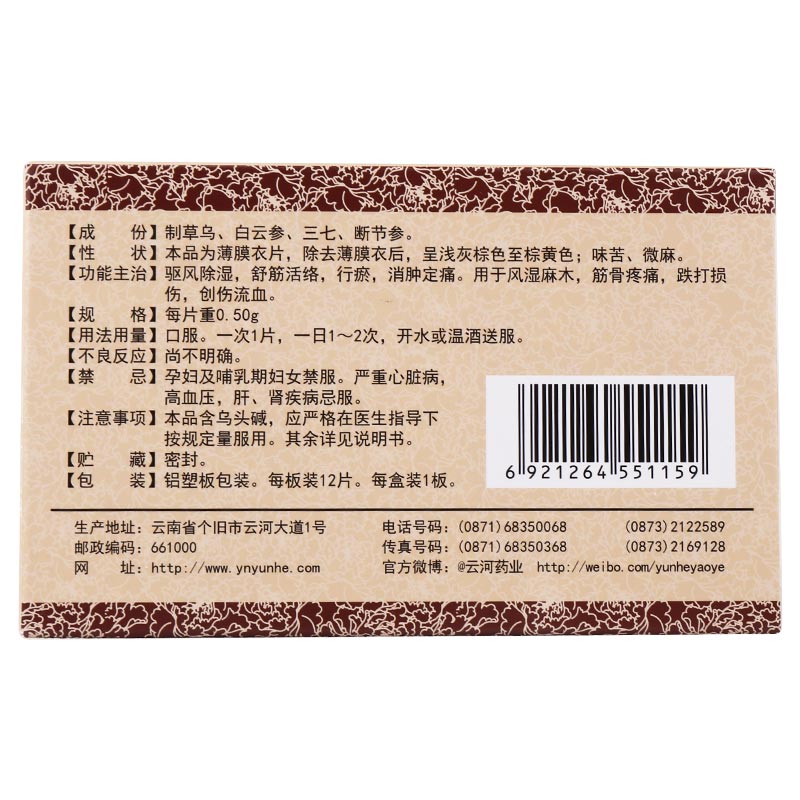 【成　份】制草乌、白云参、三七、断节参。
【性　状】本品为薄膜衣片，除去薄膜衣后，呈浅灰棕色至棕黄色；味苦、微麻。
【功能主治】驱风除湿，舒筋活络，行瘀，消肿定痛。用于风湿麻木，筋骨疼痛，跌打损
伤，创伤流血。
【规　格】每片重0.50g
【用法用量】口服。一次1片，一日1～2次，开水或温酒送服。
【不良反应】尚不明确。
【禁　忌】孕妇及哺乳期妇女禁服。严重心脏病，
高血压，肝、肾疾病忌服。
【注意事项】本品含乌头碱，应严格在医生指导下
按规定量服用。其余详见说明书。
【贮　藏】密封。
【包　装】铝塑板包装。每板装12片。每盒装1板。
6 921264 551159
生产地址：云南省个旧市云河大道1号 电话号码：(0871)68350068 (0873)2122589
邮政编码：661000 传真号码：(0871)68350368 (0873)2169128
网　址：http://www.ynyunhe.com 官方微博：@云河药业 http://weibo.com/yunheyaoye